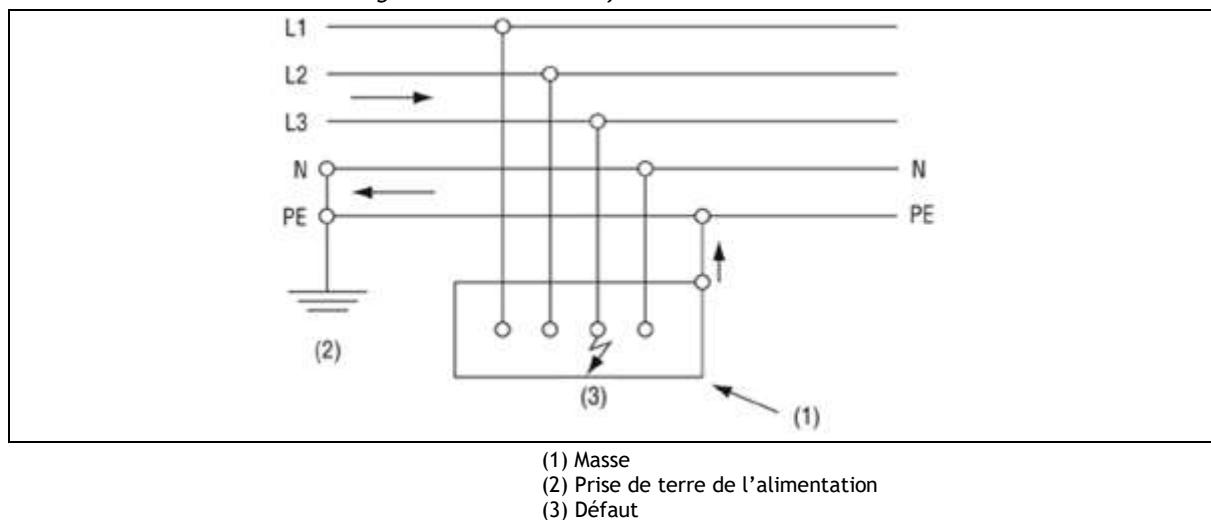 L1
L2
L3
N N
PE PE
(2)
(3)
(1)
(1) Masse
(2) Prise de terre de l’alimentation
(3) Défaut